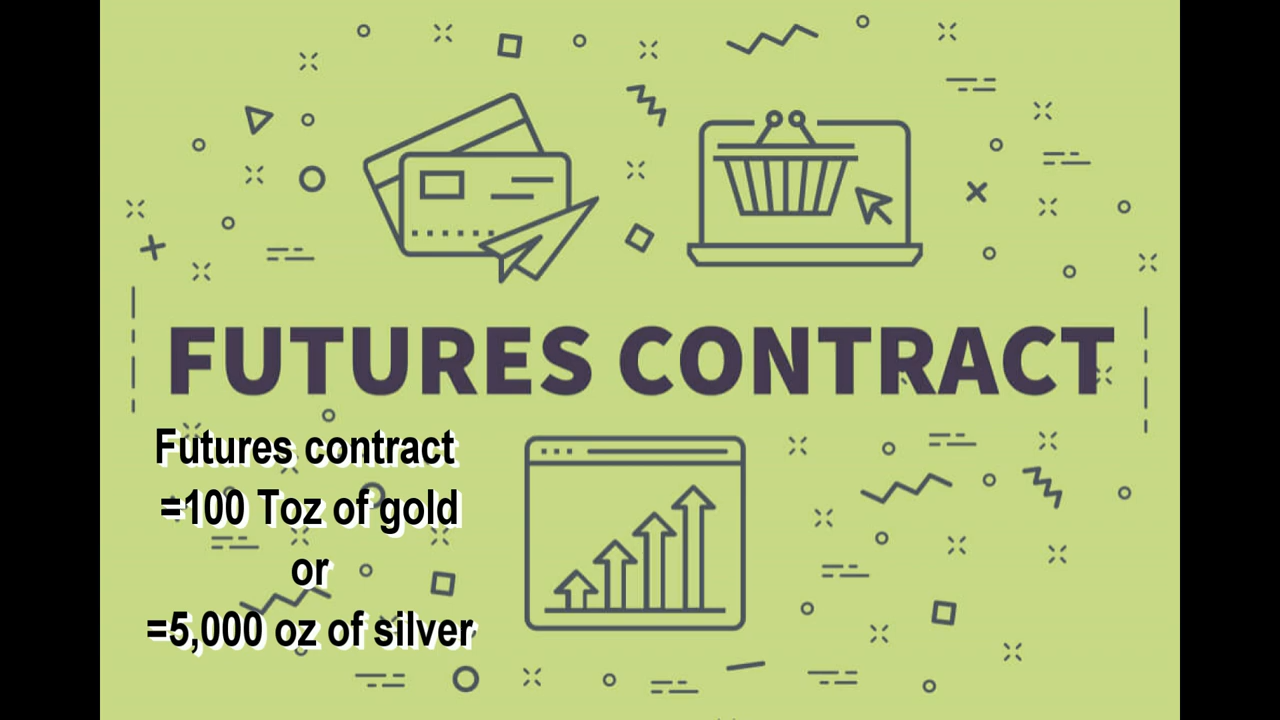 FUTURES CONTRACT
Futures contract
=100 Toz of gold
or
=5,000 oz of silver